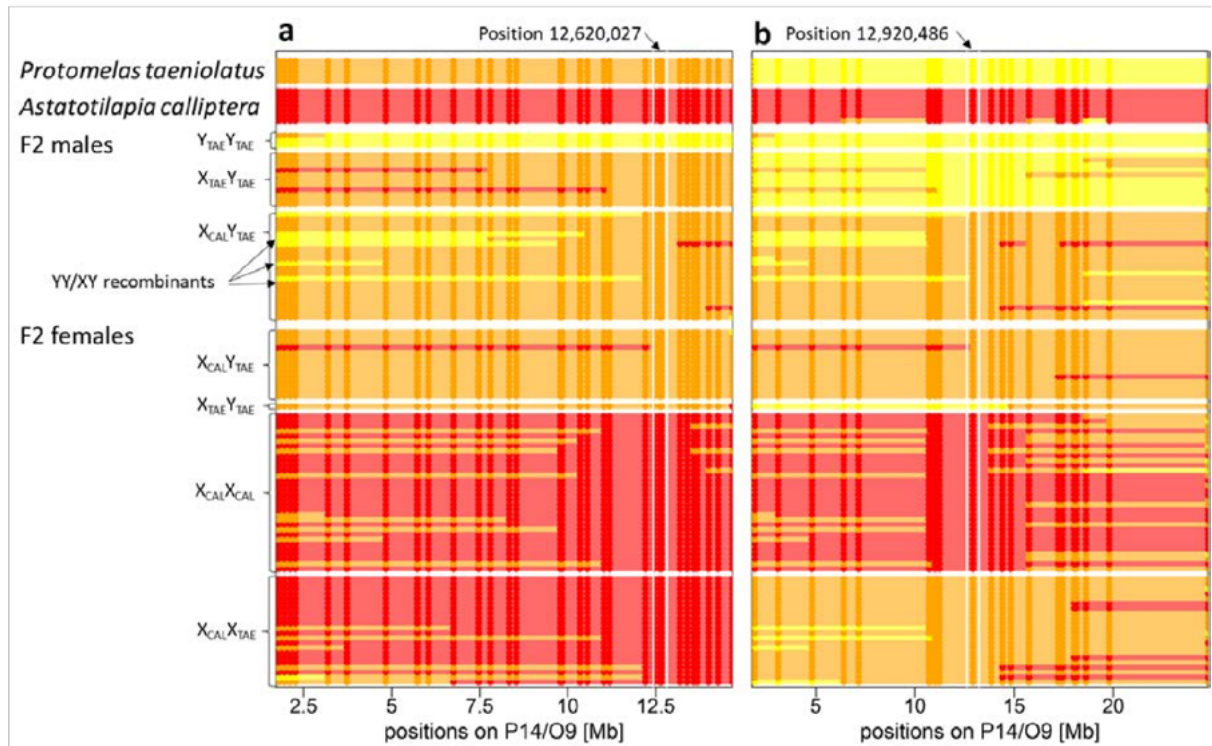 a Position 12,620,027 b Position 12,920,486
Protomelas taeniolatus
Astatotilapia calliptera
F2 males YTAEYTAE
XTAEYTAE
XCALYTAE
YY/XY recombinants
F2 females
XCALYTAE
XTAEYTAE
XCALXCAL
XCALXTAE
2.5 5 7.5 10 12.5 5 10 15 20
positions on P14/O9 [Mb] positions on P14/O9 [Mb]